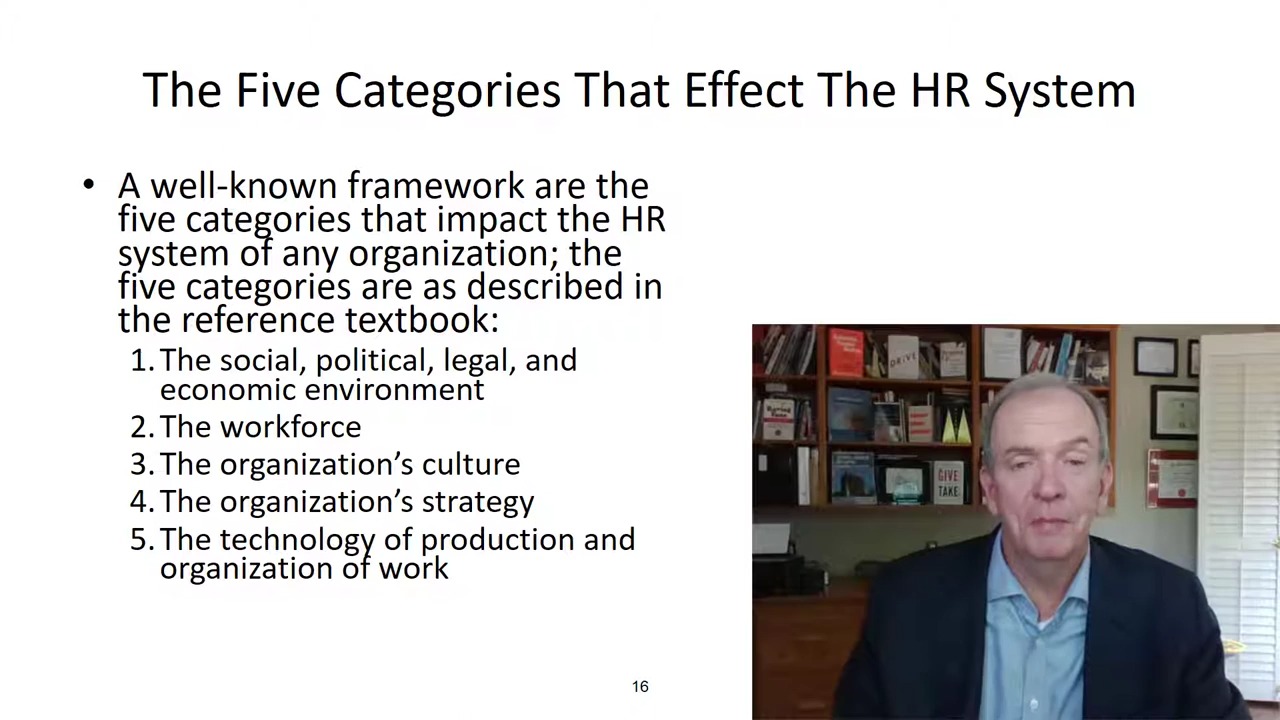 The Five Categories That Effect The HR System
• A well-known framework are the
five categories that impact the HR
system of any organization; the
five categories are as described in
the reference textbook:
1. The social, political, legal, and
economic environment
2. The workforce
3. The organization's culture
4. The organization's strategy
5. The technology of production and
organization of work
16
DRIVE
GIVE
TAKE